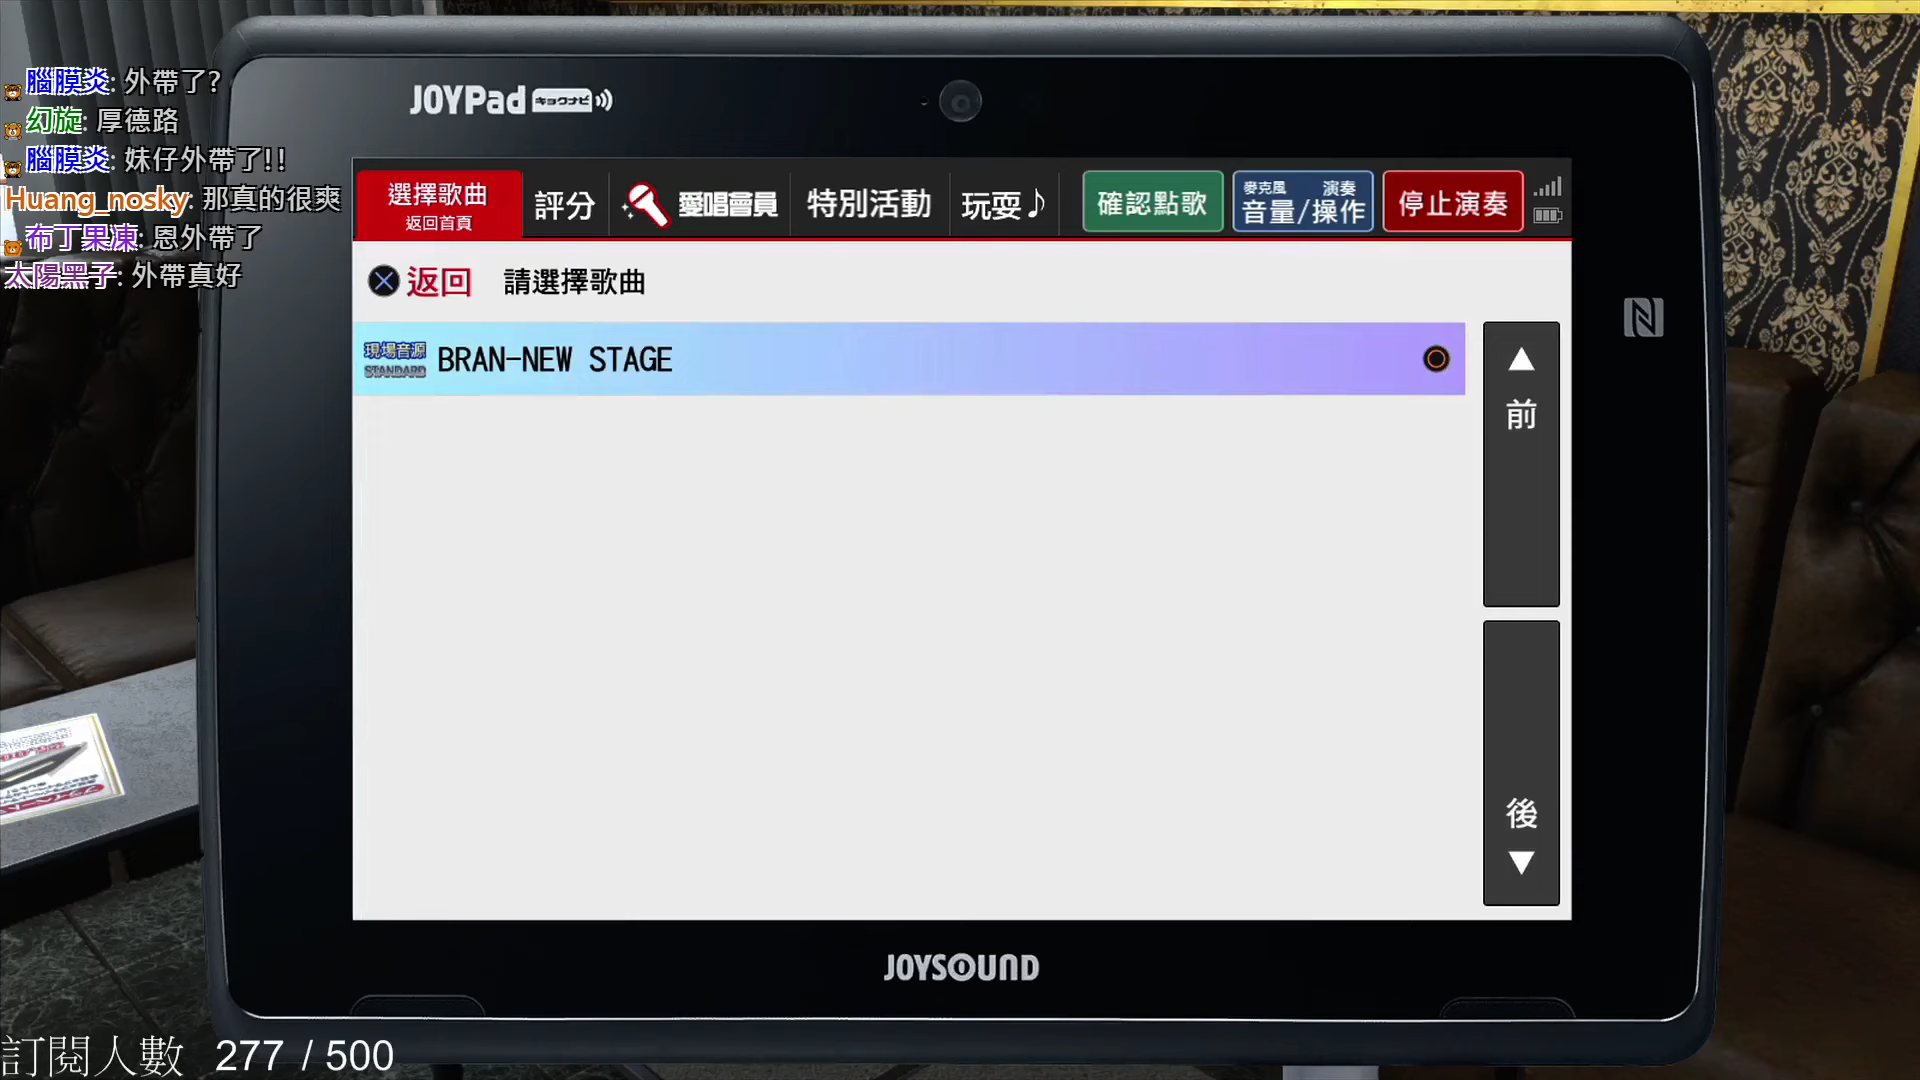 腦膜炎: 外帶了?
幻旋: 厚德路
腦膜炎: 妹仔外帶了!!
Huang_nosky: 那真的很爽
布丁果凍: 恩外帶了
太陽黑子: 外帶真好
JOYPad キョクナビ
選擇歌曲
返回首頁
評分
愛唱會員
特別活動
玩耍♪
確認點歌
麥克風 演奏
音量/操作
停止演奏
返回 請選擇歌曲
現場音源
STANDARD
BRAN-NEW STAGE
▲
前
後
▼
JOYSOUND
訂閱人數 277 / 500